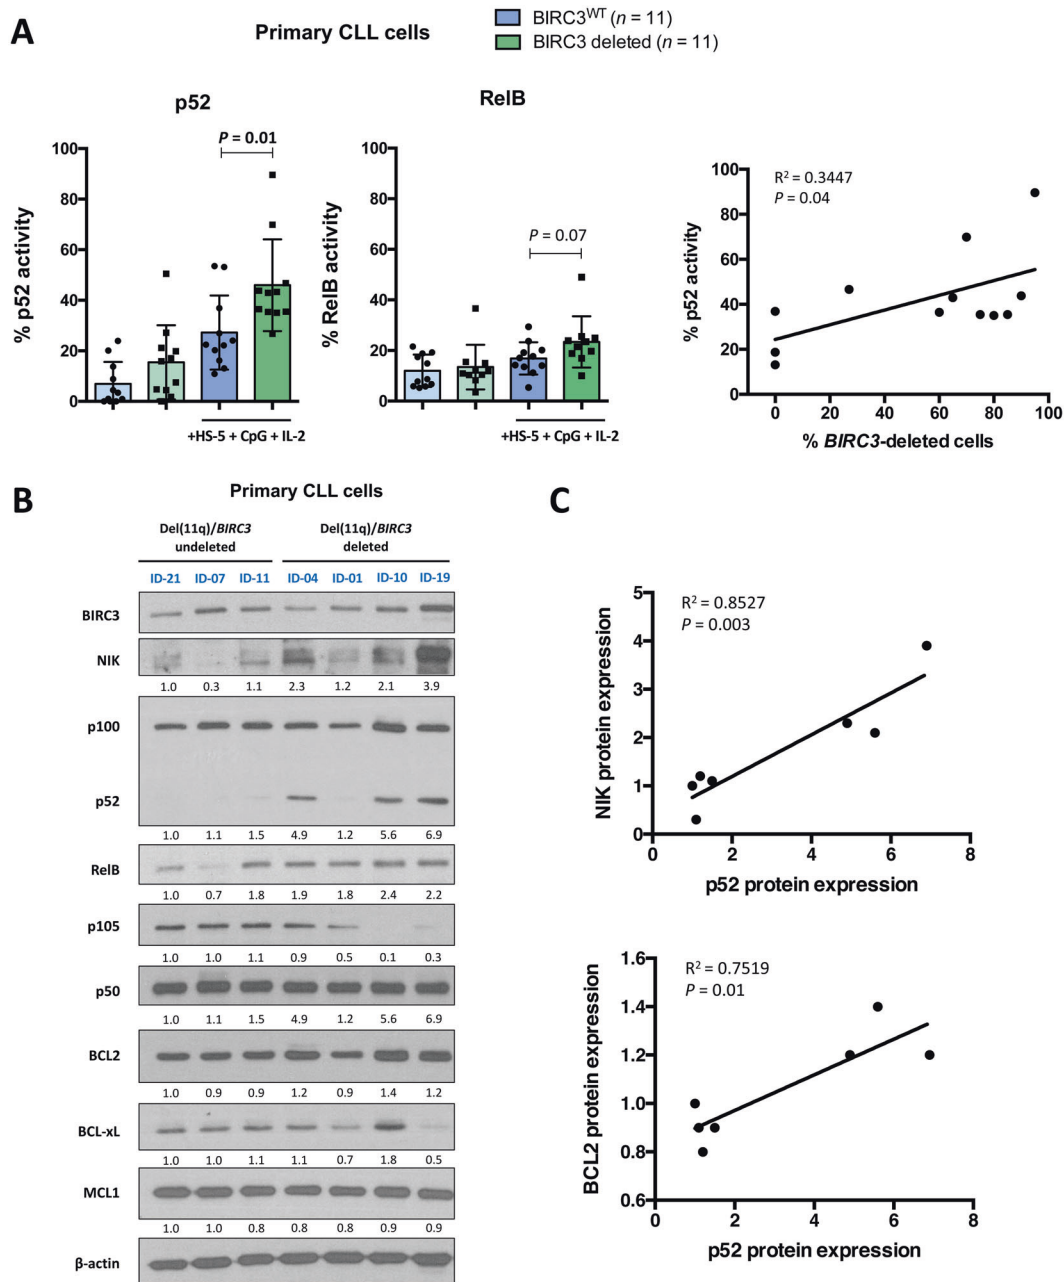 A
Primary CLL cells
BIRC3WT (n = 11)
BIRC3 deleted (n = 11)
p52
P = 0.01
% p52 activity
100
80
60
40
20
0
+HS-5 + CpG + IL-2
RelB
P = 0.07
% RelB activity
100
80
60
40
20
0
+HS-5 + CpG + IL-2
R2 = 0.3447
P = 0.04
% p52 activity
100
80
60
40
20
0
0 20 40 60 80 100
% BIRC3-deleted cells
B
Primary CLL cells
Del(11q)/BIRC3 undeleted
Del(11q)/BIRC3 deleted
ID-21 ID-07 ID-11 ID-04 ID-01 ID-10 ID-19
BIRC3
NIK
1.0 0.3 1.1 2.3 1.2 2.1 3.9
p100
p52
1.0 1.1 1.5 4.9 1.2 5.6 6.9
RelB
1.0 0.7 1.8 1.9 1.8 2.4 2.2
p105
1.0 1.0 1.1 0.9 0.5 0.1 0.3
p50
1.0 1.1 1.5 4.9 1.2 5.6 6.9
BCL2
1.0 0.9 0.9 1.2 0.9 1.4 1.2
BCL-xL
1.0 1.0 1.1 1.1 0.7 1.8 0.5
MCL1
1.0 1.0 0.8 0.8 0.8 0.9 0.9
β-actin
C
R2 = 0.8527
P = 0.003
NIK protein expression
5
4
3
2
1
0
0 2 4 6 8
p52 protein expression
R2 = 0.7519
P = 0.01
BCL2 protein expression
1.6
1.4
1.2
1.0
0.8
0.6
0 2 4 6 8
p52 protein expression